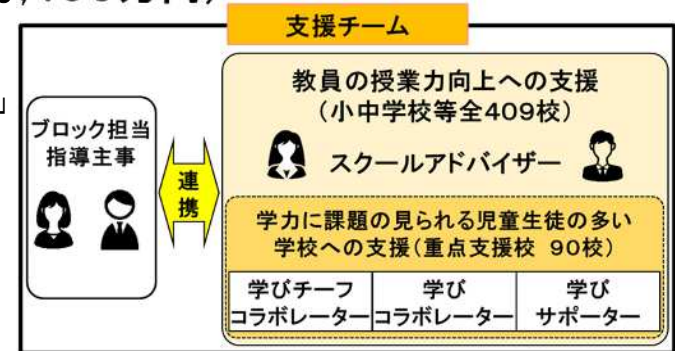 支援チーム
」
ブロック担当
指導主事
連
携
教員の授業力向上への支援
(小中学校等全409校)
スクールアドバイザー
学力に課題の見られる児童生徒の多い
学校への支援(重点支援校 90校)
学びチーフ
コラボレーター
学び
コラボレーター
学び
サポーター